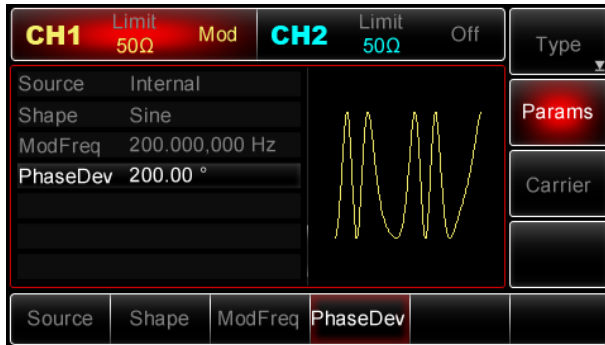 CH1 Limit 50Ω Mod CH2 Limit 50Ω Off
Type
Source Internal
Shape Sine
ModFreq 200.000,000 Hz
PhaseDev 200.00 °
Params
Carrier
Source Shape ModFreq PhaseDev